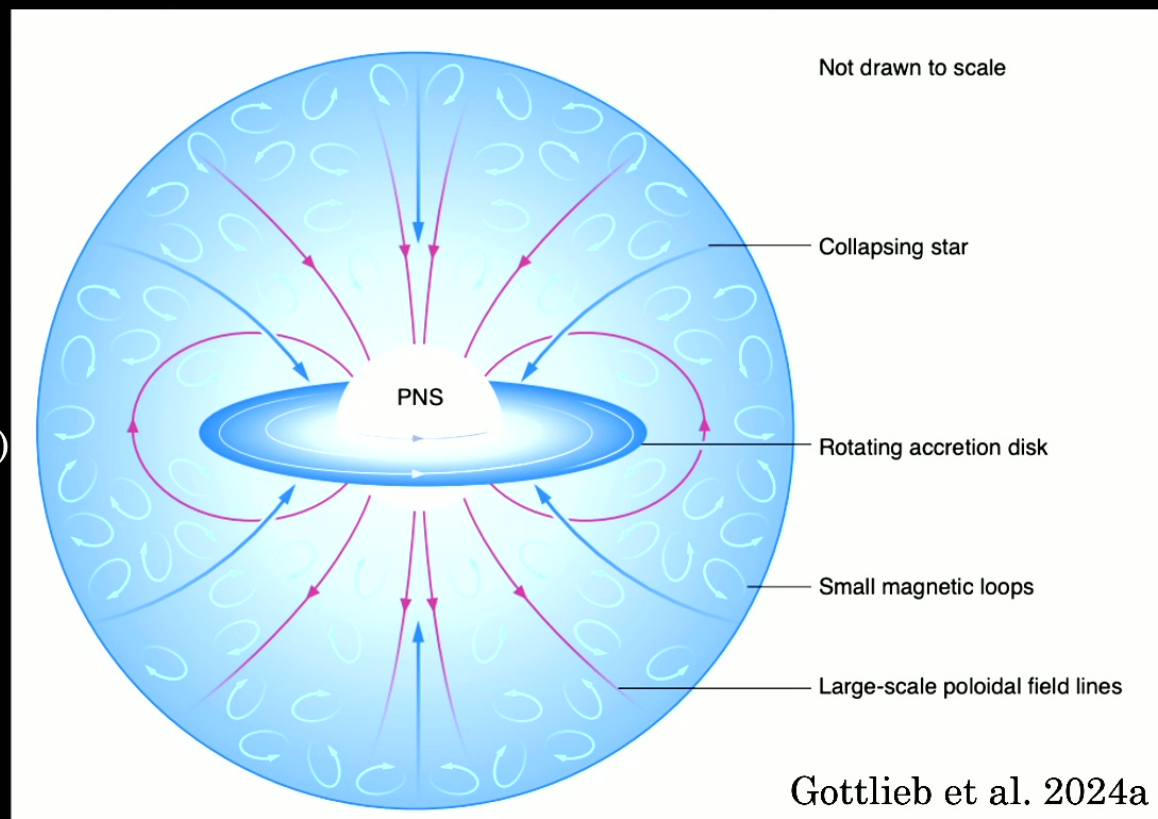 Not drawn to scale
Collapsing star
PNS
Rotating accretion disk
)
Small magnetic loops
Large-scale poloidal field lines
Gottlieb et al. 2024a